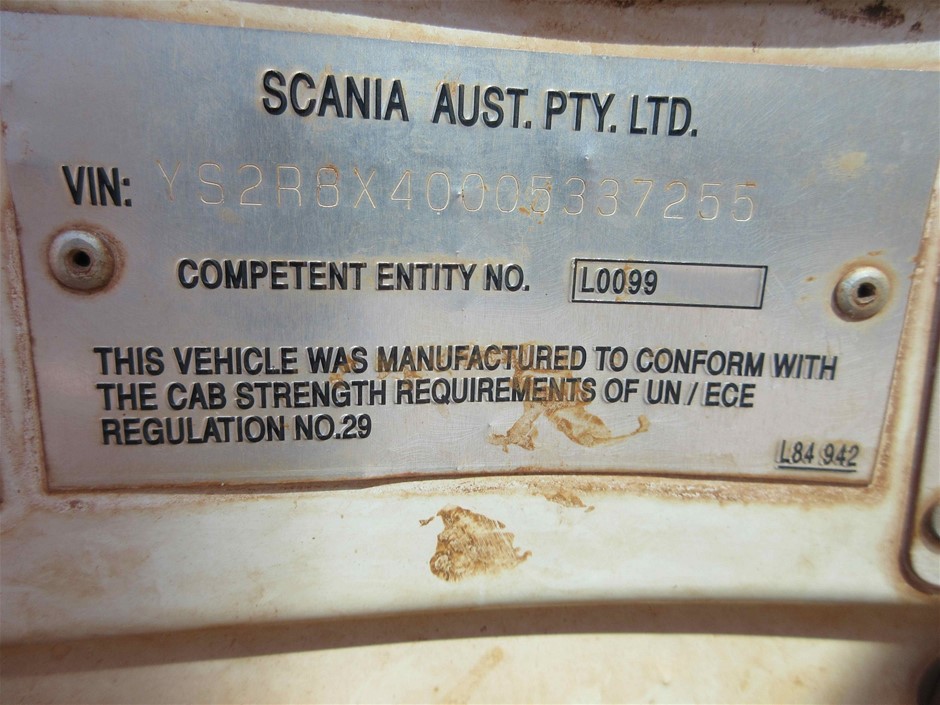 SCANIA AUST. PTY. LTD.
VIN: YS2R8X40005337255
COMPETENT ENTITY NO. L0099
THIS VEHICLE WAS MANUFACTURED TO CONFORM WITH
THE CAB STRENGTH REQUIREMENTS OF UN/ECE
REGULATION NO.29
L84 942